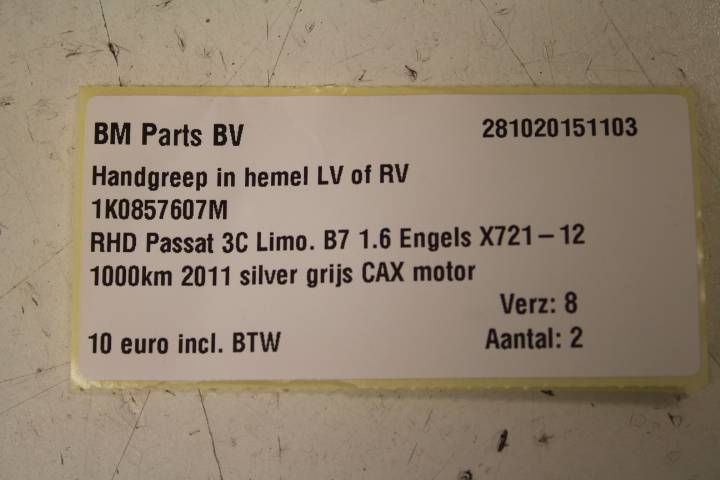 BM Parts BV 281020151103
Handgreep in hemel LV of RV
1K0857607M
RHD Passat 3C Limo. B7 1.6 Engels X721-12
1000km 2011 silver grijs CAX motor
Verz: 8
10 euro incl. BTW Aantal: 2